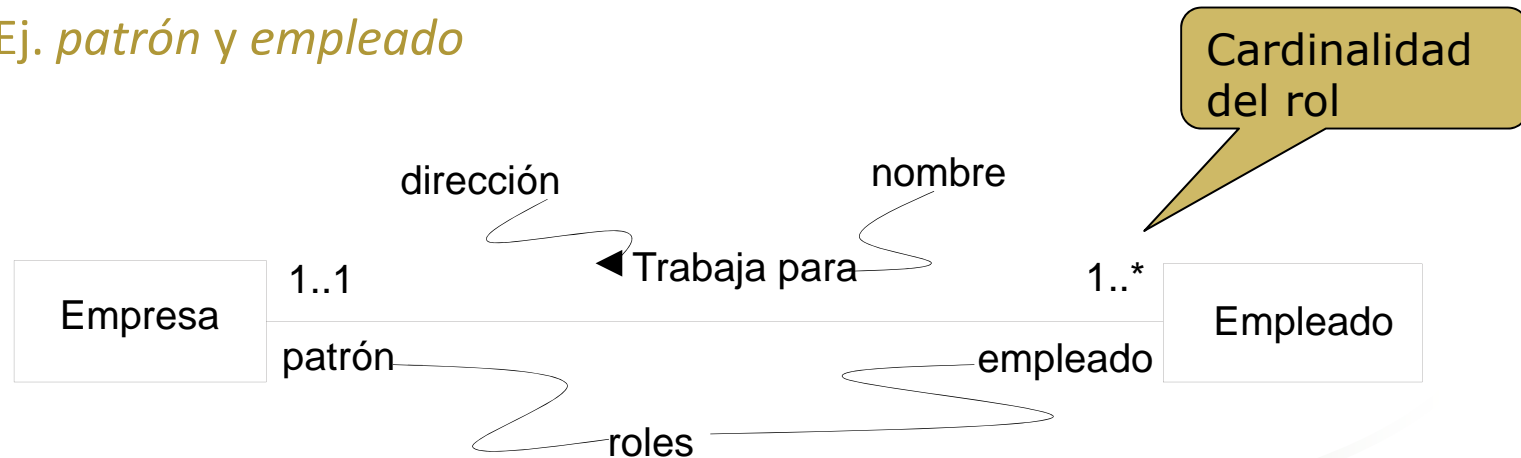 Ej. patrón y empleado
Cardinalidad
del rol
dirección
nombre
◄ Trabaja para
1..1
1..*
Empresa
Empleado
patrón
empleado
roles